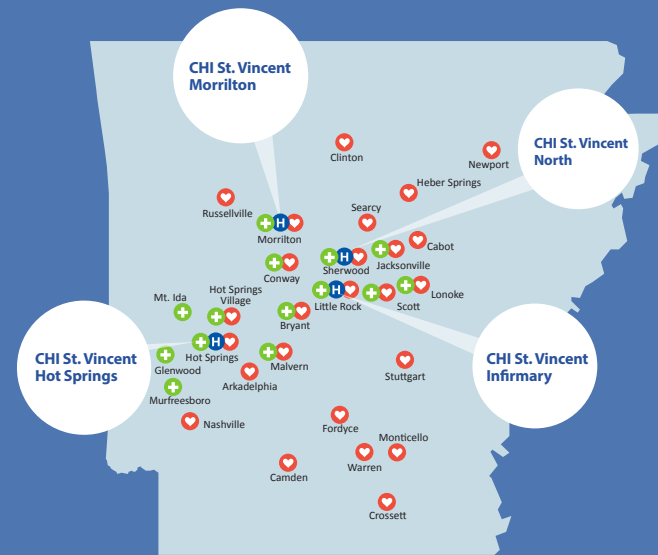 CHI St. Vincent
Morrilton
CHI St. Vincent
North
Clinton
Newport
Heber Springs
Russellville
Searcy
H
Morrilton
Cabot
H
Sherwood
Jacksonville
Conway
Mt. Ida
Hot Springs
Village
H
Little Rock
Scott
Lonoke
Bryant
CHI St. Vincent
Hot Springs
H
Hot Springs
Glenwood
Malvern
Arkadelphia
Stuttgart
CHI St. Vincent
Infirmary
Murfreesboro
Nashville
Fordyce
Monticello
Warren
Camden
Crossett